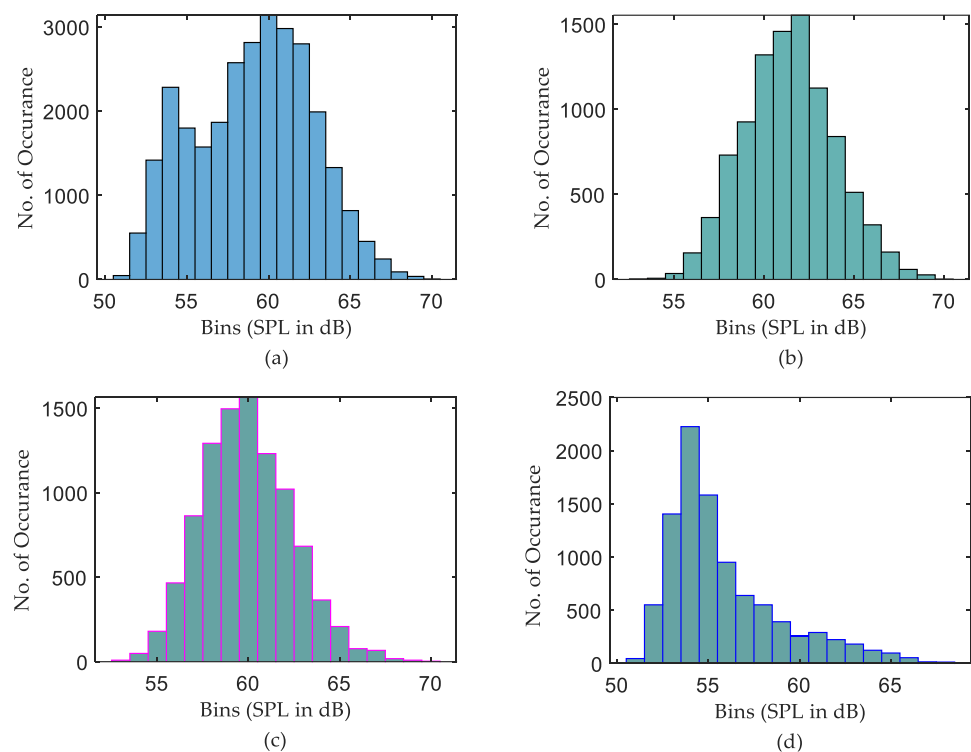 3000
2000
1000
0
No. of Occurance
50 55 60 65 70
Bins (SPL in dB)
(a)
1500
1000
500
0
No. of Occurance
55 60 65 70
Bins (SPL in dB)
(b)
1500
1000
500
0
No. of Occurance
55 60 65 70
Bins (SPL in dB)
(c)
2500
2000
1500
1000
500
0
No. of Occurance
50 55 60 65
Bins (SPL in dB)
(d)